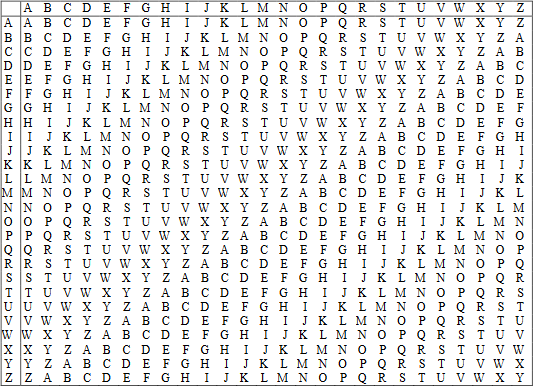 A B C D E F G H I J K L M N O P Q R S T U V W X Y Z
A A B C D E F G H I J K L M N O P Q R S T U V W X Y Z
B B C D E F G H I J K L M N O P Q R S T U V W X Y Z A
C C D E F G H I J K L M N O P Q R S T U V W X Y Z A B
D D E F G H I J K L M N O P Q R S T U V W X Y Z A B C
E E F G H I J K L M N O P Q R S T U V W X Y Z A B C D
F F G H I J K L M N O P Q R S T U V W X Y Z A B C D E
G G H I J K L M N O P Q R S T U V W X Y Z A B C D E F
H H I J K L M N O P Q R S T U V W X Y Z A B C D E F G
I I J K L M N O P Q R S T U V W X Y Z A B C D E F G H
J J K L M N O P Q R S T U V W X Y Z A B C D E F G H I
K K L M N O P Q R S T U V W X Y Z A B C D E F G H I J
L L M N O P Q R S T U V W X Y Z A B C D E F G H I J K
M M N O P Q R S T U V W X Y Z A B C D E F G H I J K L
N N O P Q R S T U V W X Y Z A B C D E F G H I J K L M
O O P Q R S T U V W X Y Z A B C D E F G H I J K L M N
P P Q R S T U V W X Y Z A B C D E F G H I J K L M N O
Q Q R S T U V W X Y Z A B C D E F G H I J K L M N O P
R R S T U V W X Y Z A B C D E F G H I J K L M N O P Q
S S T U V W X Y Z A B C D E F G H I J K L M N O P Q R
T T U V W X Y Z A B C D E F G H I J K L M N O P Q R S
U U V W X Y Z A B C D E F G H I J K L M N O P Q R S T
V V W X Y Z A B C D E F G H I J K L M N O P Q R S T U
W W X Y Z A B C D E F G H I J K L M N O P Q R S T U V
X X Y Z A B C D E F G H I J K L M N O P Q R S T U V W
Y Y Z A B C D E F G H I J K L M N O P Q R S T U V W X
Z Z A B C D E F G H I J K L M N O P Q R S T U V W X Y